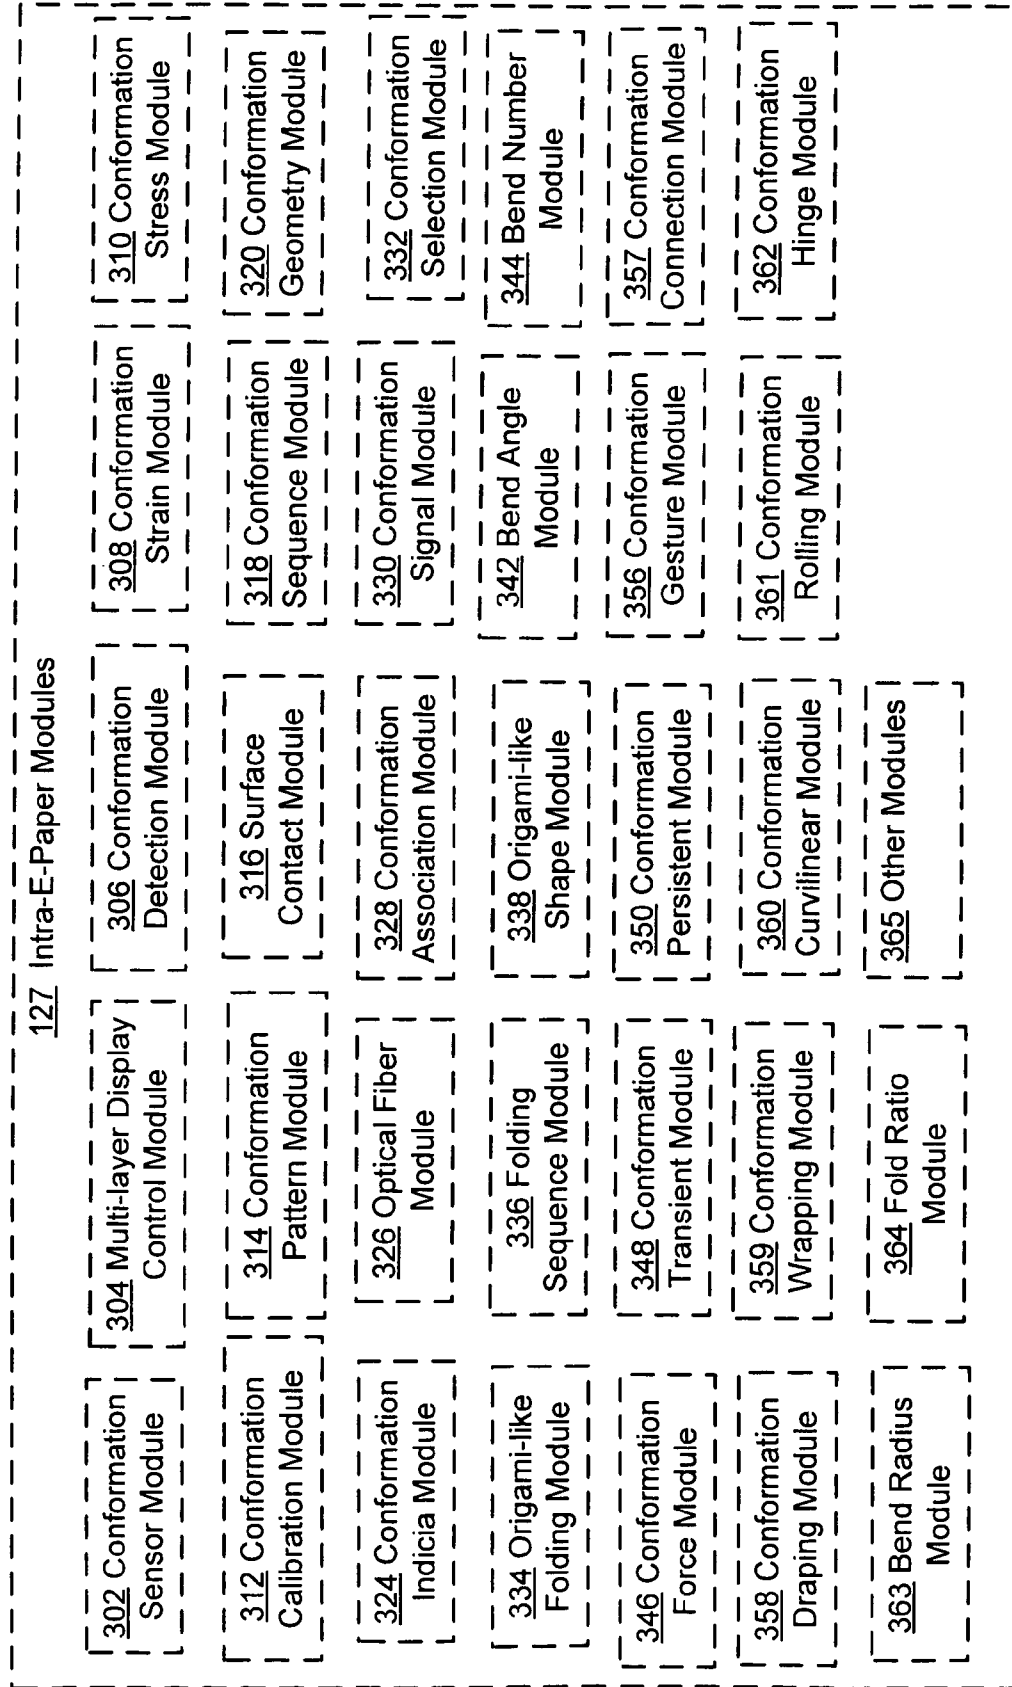 127 Intra-E-Paper Modules
302 Conformation
Sensor Module
304 Multi-layer Display
Control Module
306 Conformation
Detection Module
308 Conformation
Strain Module
310 Conformation
Stress Module
312 Conformation
Calibration Module
314 Conformation
Pattern Module
316 Surface
Contact Module
318 Conformation
Sequence Module
320 Conformation
Geometry Module
324 Conformation
Indicia Module
326 Optical Fiber
Module
328 Conformation
Association Module
330 Conformation
Signal Module
332 Conformation
Selection Module
334 Origami-like
Folding Module
336 Folding
Sequence Module
338 Origami-like
Shape Module
342 Bend Angle
Module
344 Bend Number
Module
346 Conformation
Force Module
348 Conformation
Transient Module
350 Conformation
Persistent Module
356 Conformation
Gesture Module
357 Conformation
Connection Module
358 Conformation
Draping Module
359 Conformation
Wrapping Module
360 Conformation
Curvilinear Module
361 Conformation
Rolling Module
362 Conformation
Hinge Module
363 Bend Radius
Module
364 Fold Ratio
Module
365 Other Modules